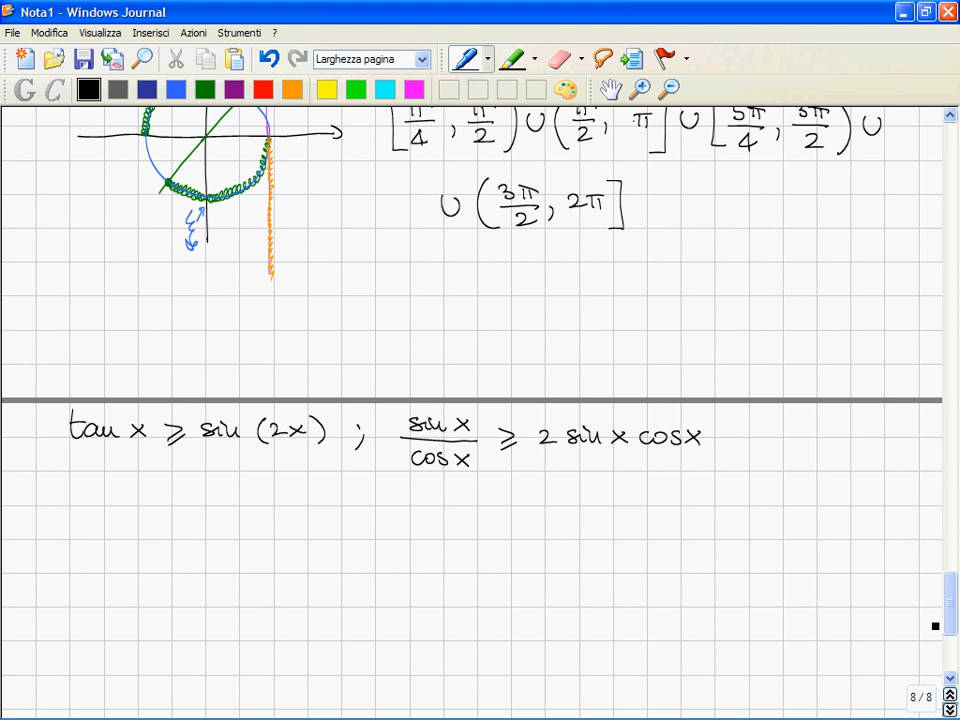 Nota1 - Windows Journal
File Modifica Visualizza Inserisci Azioni Strumenti ?
Larghezza pagina
G C
[π/4, π/2) ∪ (π/2, π] ∪ [5π/4, 3π/2) ∪
∪ (3π/2, 2π]
tan x ⩾ sin (2x) ; sin x / cos x ⩾ 2 sin x cos x
8 / 8